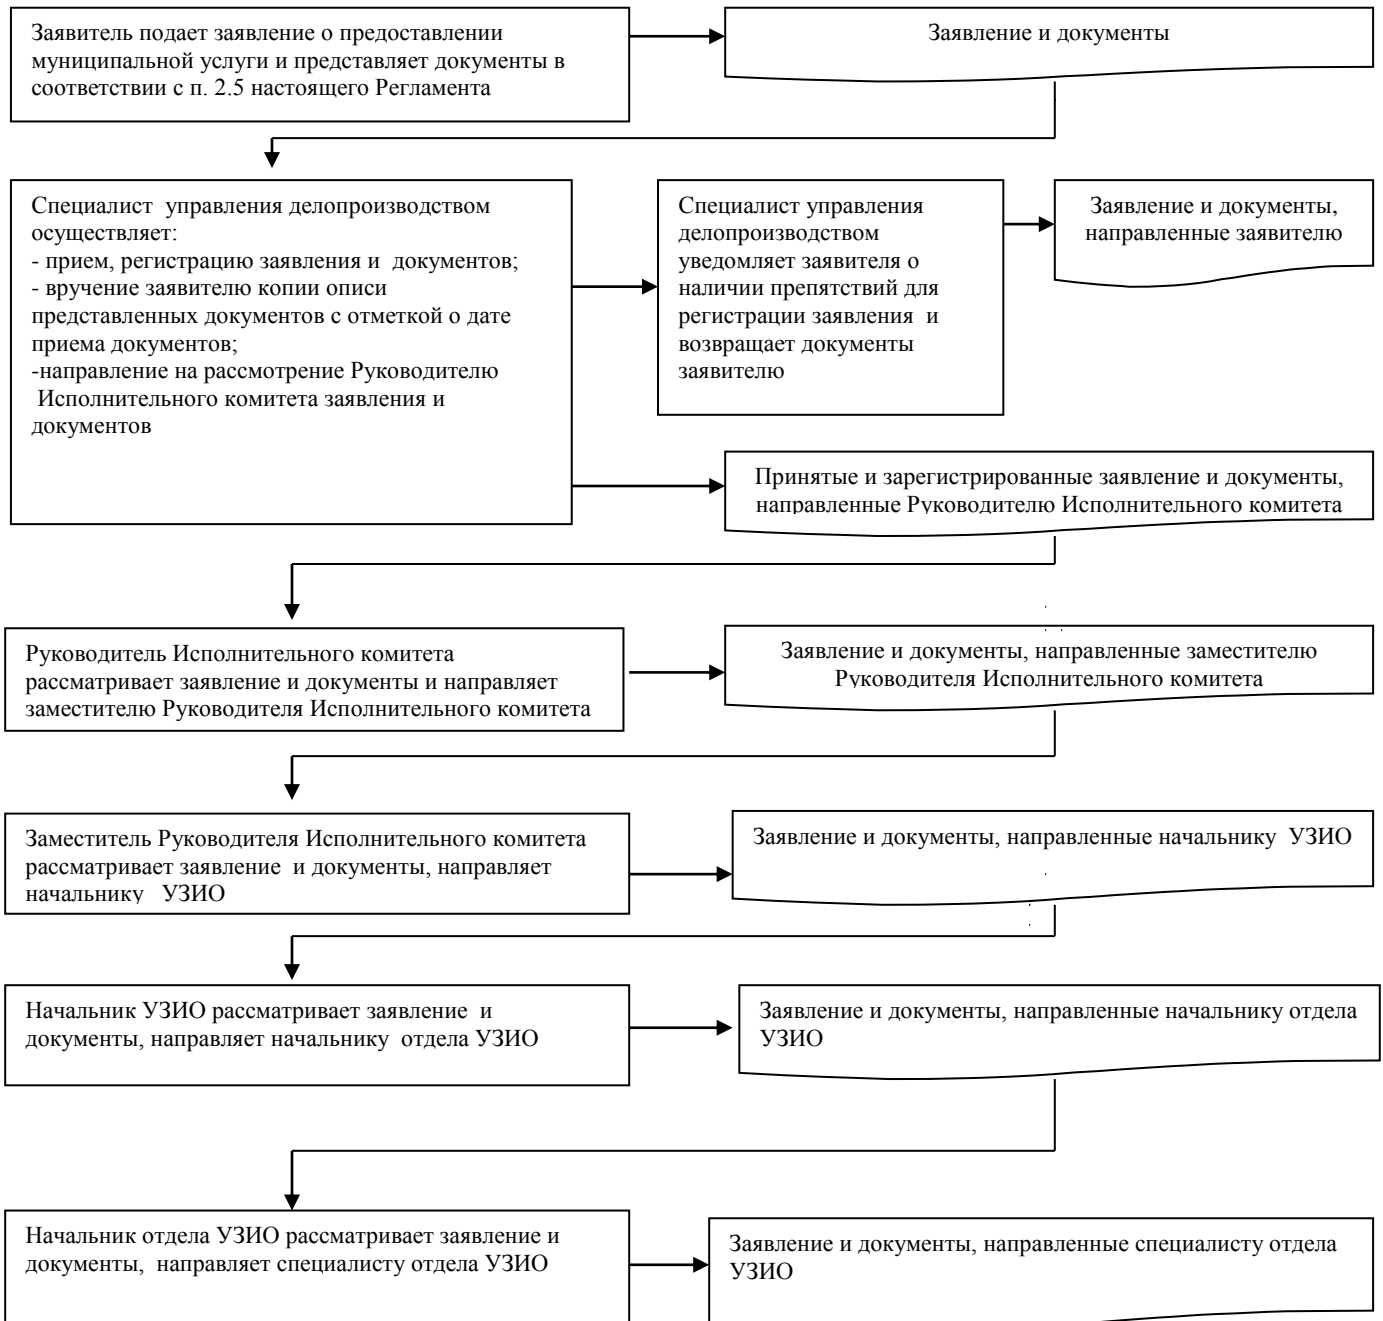 Заявитель подает заявление о предоставлении
муниципальной услуги и представляет документы в
соответствии с п. 2.5 настоящего Регламента
Заявление и документы
Специалист управления делопроизводством
осуществляет:
- прием, регистрацию заявления и документов;
- вручение заявителю копии описи
представленных документов с отметкой о дате
приема документов;
-направление на рассмотрение Руководителю
Исполнительного комитета заявления и
документов
Специалист управления
делопроизводством
уведомляет заявителя о
наличии препятствий для
регистрации заявления и
возвращает документы
заявителю
Заявление и документы,
направленные заявителю
Принятые и зарегистрированные заявление и документы,
направленные Руководителю Исполнительного комитета
Руководитель Исполнительного комитета
рассматривает заявление и документы и направляет
заместителю Руководителя Исполнительного комитета
Заявление и документы, направленные заместителю
Руководителя Исполнительного комитета
Заместитель Руководителя Исполнительного комитета
рассматривает заявление и документы, направляет
начальнику УЗИО
Заявление и документы, направленные начальнику УЗИО
Начальник УЗИО рассматривает заявление и
документы, направляет начальнику отдела УЗИО
Заявление и документы, направленные начальнику отдела
УЗИО
Начальник отдела УЗИО рассматривает заявление и
документы, направляет специалисту отдела УЗИО
Заявление и документы, направленные специалисту отдела
УЗИО